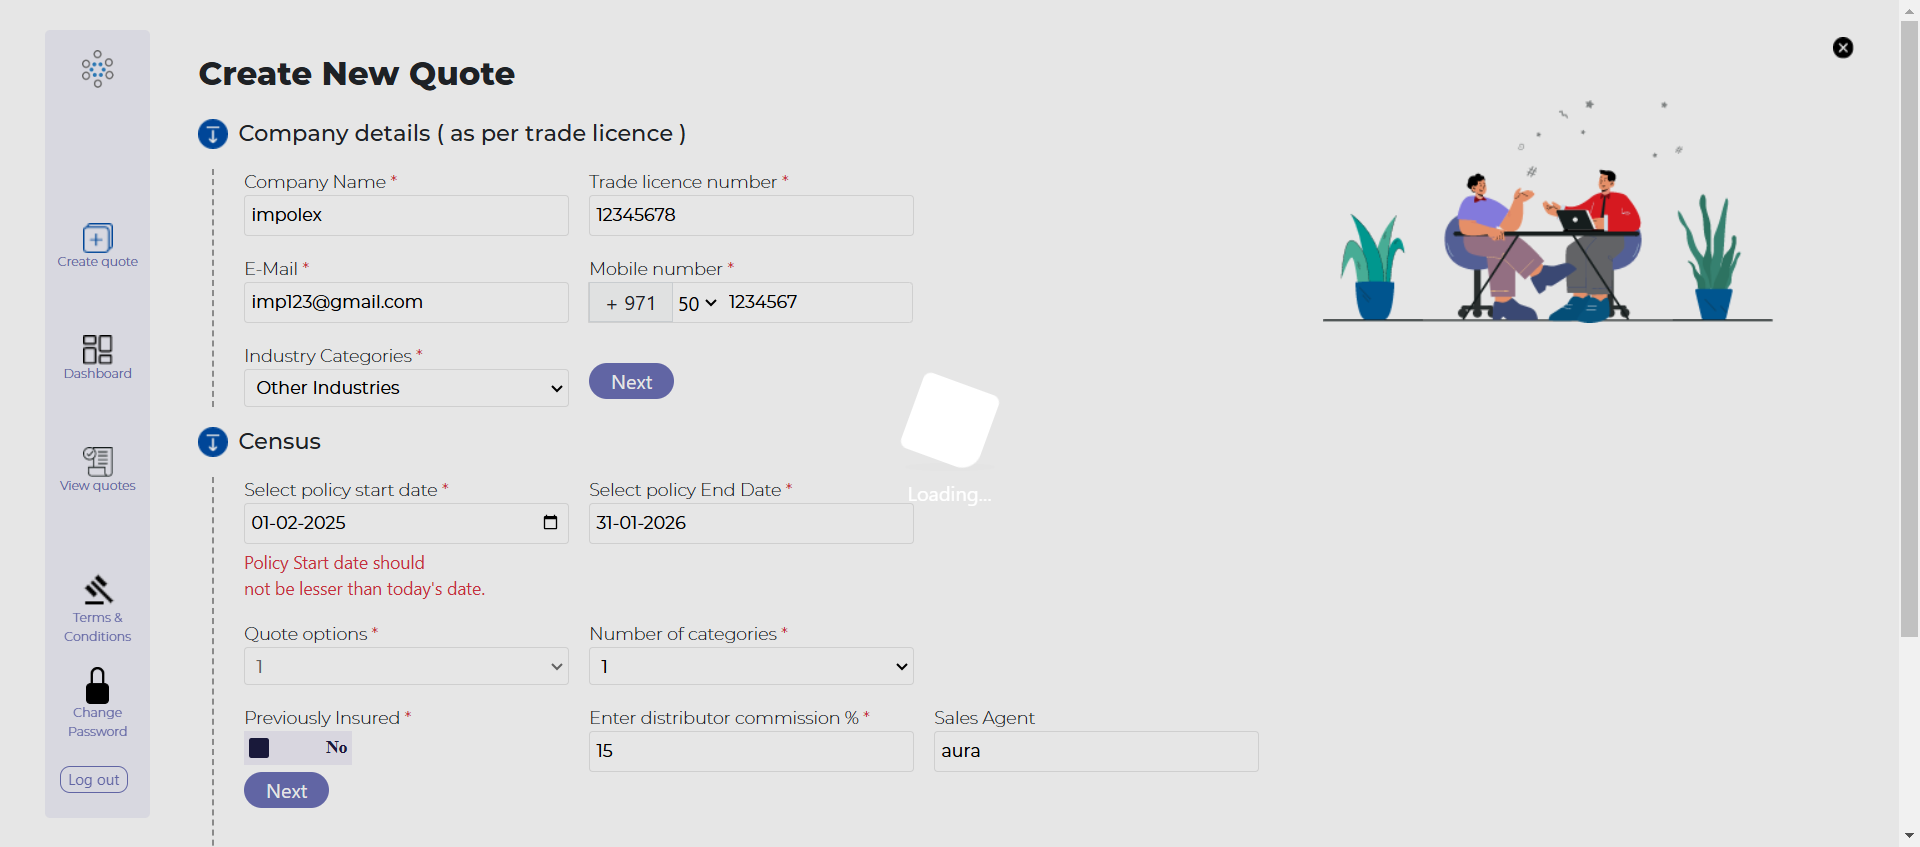 Create New Quote
Company details ( as per trade licence )
Company Name *
Trade licence number *
impolex
12345678
E-Mail *
Mobile number *
imp123@gmail.com
+ 971
50
1234567
Industry Categories *
Other Industries
Next
Census
Select policy start date *
Select policy End Date *
01-02-2025
31-01-2026
Policy Start date should
not be lesser than today's date.
Quote options *
Number of categories *
1
1
Previously Insured *
Enter distributor commission % *
Sales Agent
No
15
aura
Next
Loading...
Create quote
Dashboard
View quotes
Terms &
Conditions
Change
Password
Log out